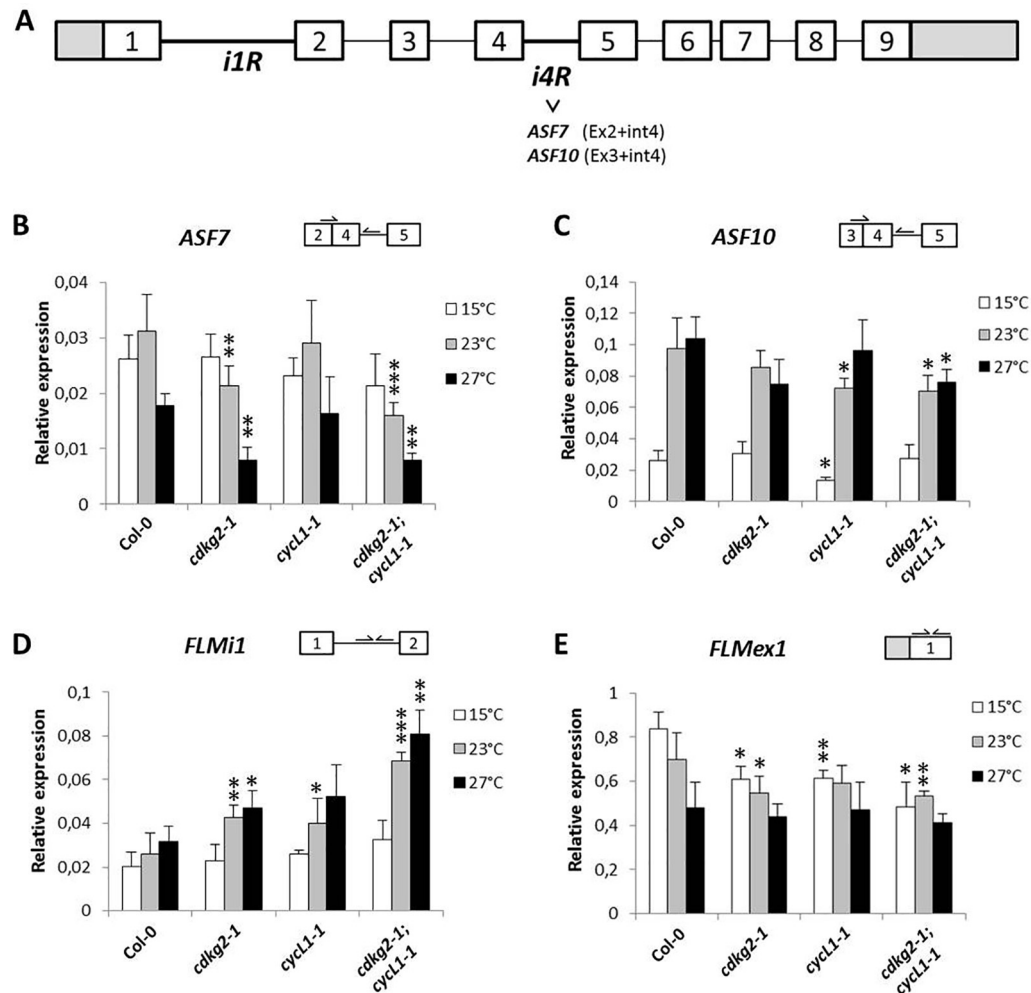 A
1 2 3 4 5 6 7 8 9
i1R
i4R
ASF7 (Ex2+int4)
ASF10 (Ex3+int4)
B
ASF7
2 4 5
Relative expression
0,04
0,03
0,02
0,01
0
** ** *** **
15°C
23°C
27°C
Col-0
cdkg2-1
cycL1-1
cdkg2-1;
cycL1-1
C
ASF10
3 4 5
Relative expression
0,14
0,12
0,1
0,08
0,06
0,04
0,02
0
* * * *
15°C
23°C
27°C
Col-0
cdkg2-1
cycL1-1
cdkg2-1;
cycL1-1
D
FLMi1
1 2
Relative expression
0,1
0,08
0,06
0,04
0,02
0
** * * *** **
15°C
23°C
27°C
Col-0
cdkg2-1
cycL1-1
cdkg2-1;
cycL1-1
E
FLMex1
1
Relative expression
1
0,8
0,6
0,4
0,2
0
* * ** * **
15°C
23°C
27°C
Col-0
cdkg2-1
cycL1-1
cdkg2-1;
cycL1-1